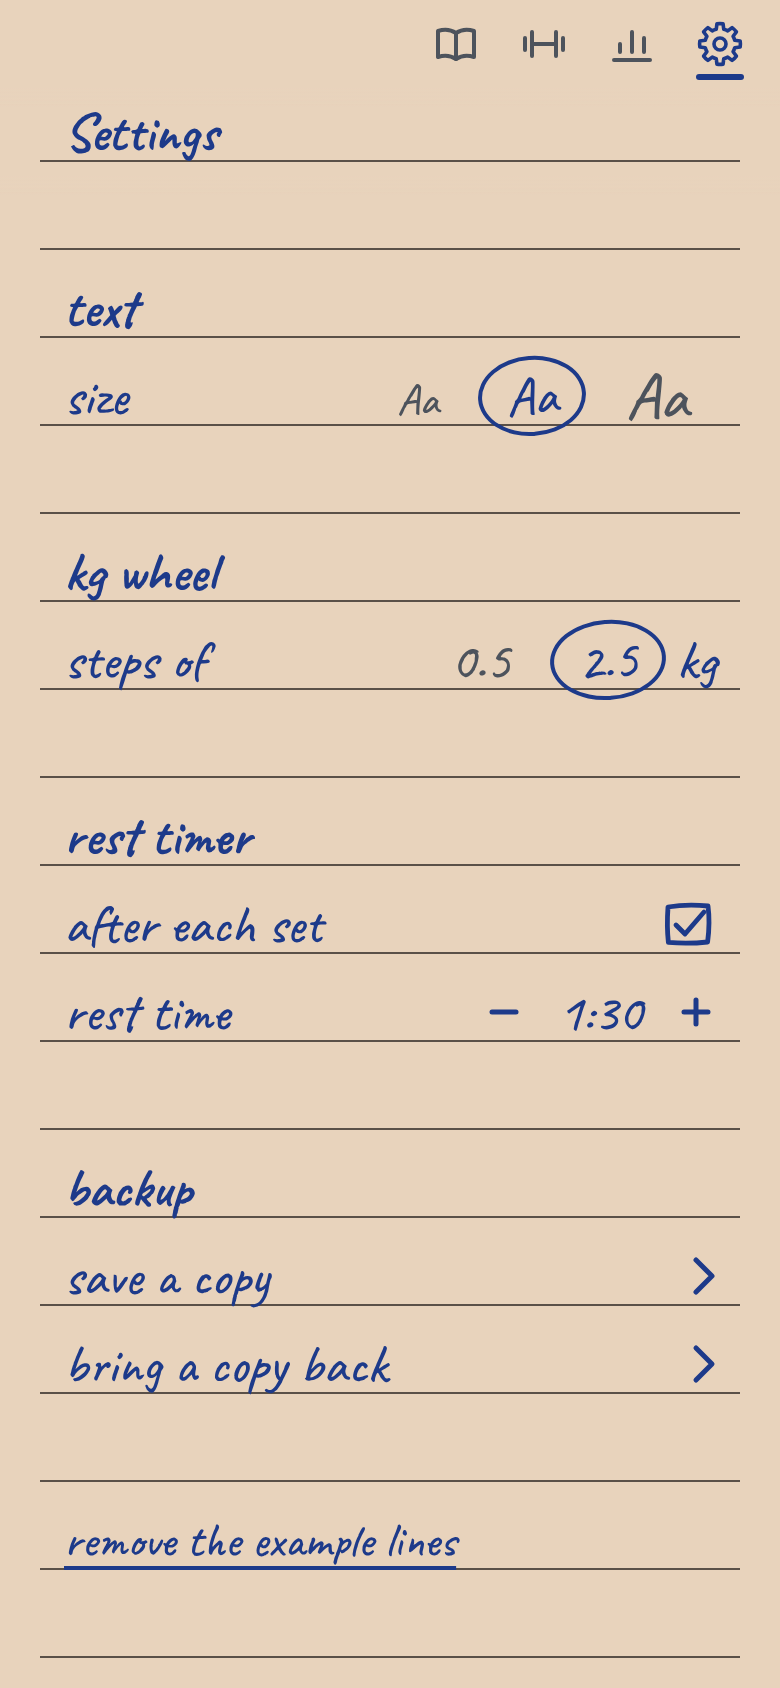 Settings
text
size Aa Aa Aa
kg wheel
steps of 0.5 2.5 kg
rest timer
after each set
rest time − 1:30 +
backup
save a copy
bring a copy back
remove the example lines